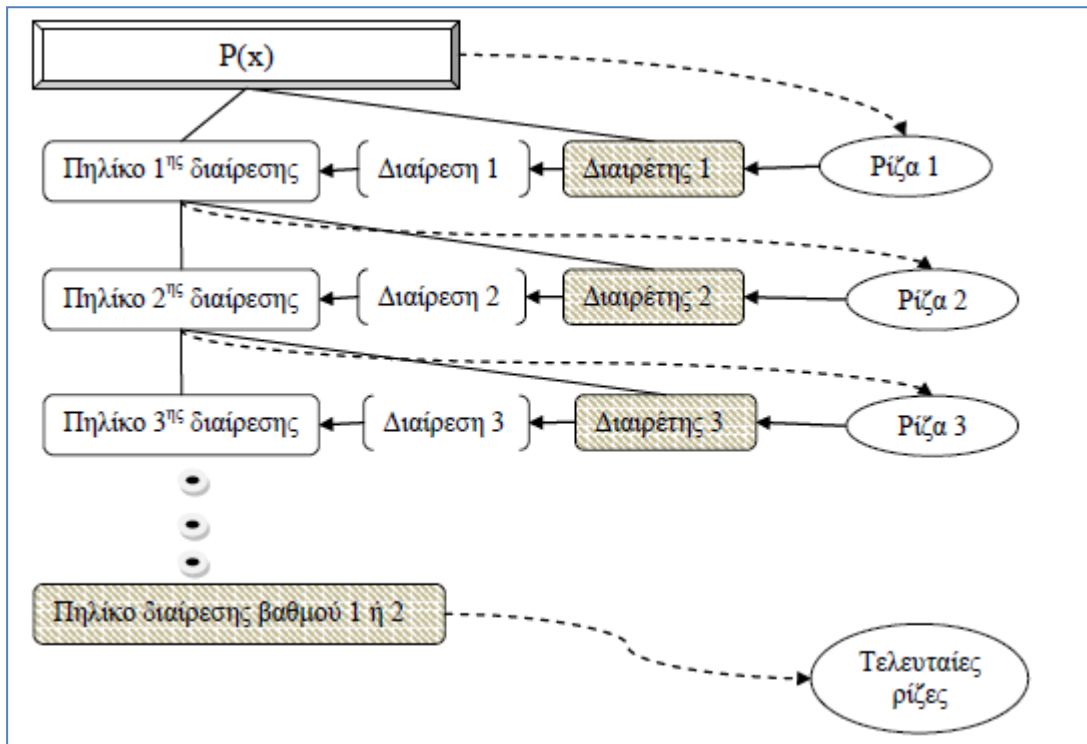 P(x)
Πηλίκο 1ης διαίρεσης Διαίρεση 1 Διαιρέτης 1 Ρίζα 1
Πηλίκο 2ης διαίρεσης Διαίρεση 2 Διαιρέτης 2 Ρίζα 2
Πηλίκο 3ης διαίρεσης Διαίρεση 3 Διαιρέτης 3 Ρίζα 3
Πηλίκο διαίρεσης βαθμού 1 ή 2
Τελευταίες
ρίζες